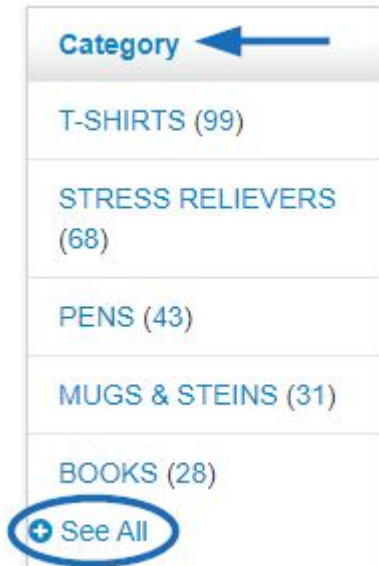 Category
T-SHIRTS (99)
STRESS RELIEVERS
(68)
PENS (43)
MUGS & STEINS (31)
BOOKS (28)
See All